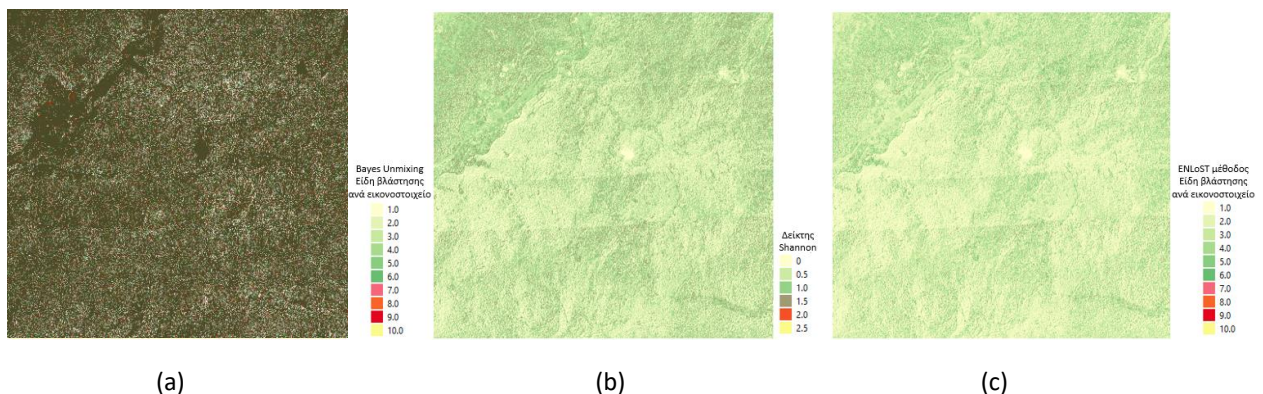 Bayes Unmixing
Είδη βλάστησης
ανά εικονοστοιχείο
1.0
2.0
3.0
4.0
5.0
6.0
7.0
8.0
9.0
10.0
Δείκτης
Shannon
0
0.5
1.0
1.5
2.0
2.5
ENLoST μέθοδος
Είδη βλάστησης
ανά εικονοστοιχείο
1.0
2.0
3.0
4.0
5.0
6.0
7.0
8.0
9.0
10.0
(a)
(b)
(c)